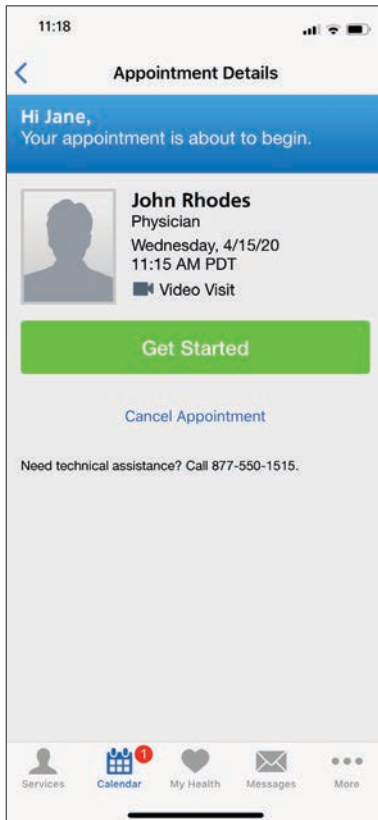 11:18
Appointment Details
Hi Jane,
Your appointment is about to begin.
John Rhodes
Physician
Wednesday, 4/15/20
11:15 AM PDT
Video Visit
Get Started
Cancel Appointment
Need technical assistance? Call 877-550-1515.
1
Services Calendar My Health Messages More